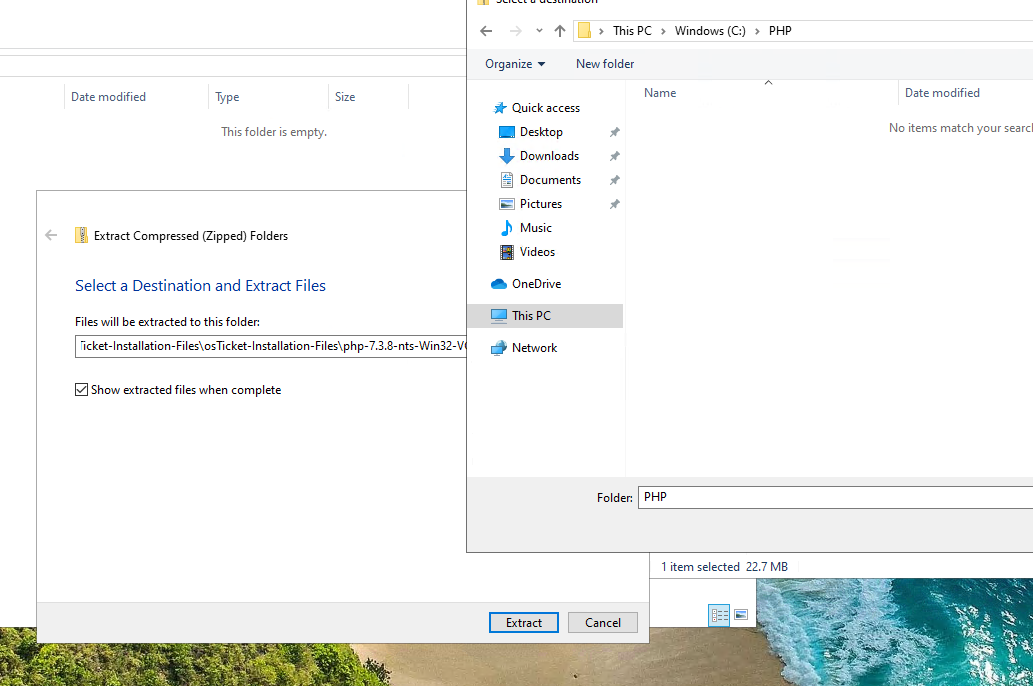 Select a destination
This PC > Windows (C:) > PHP
Organize
New folder
Date modified
Type
Size
This folder is empty.
Name
Date modified
No items match your
Quick access
Desktop
Downloads
Documents
Pictures
Music
Videos
OneDrive
This PC
Network
Extract Compressed (Zipped) Folders
Select a Destination and Extract Files
Files will be extracted to this folder:
Ticket-Installation-Files\osTicket-Installation-Files\php-7.3.8-nts-Win32-VC
Show extracted files when complete
Folder: PHP
1 item selected 22.7 MB
Extract
Cancel